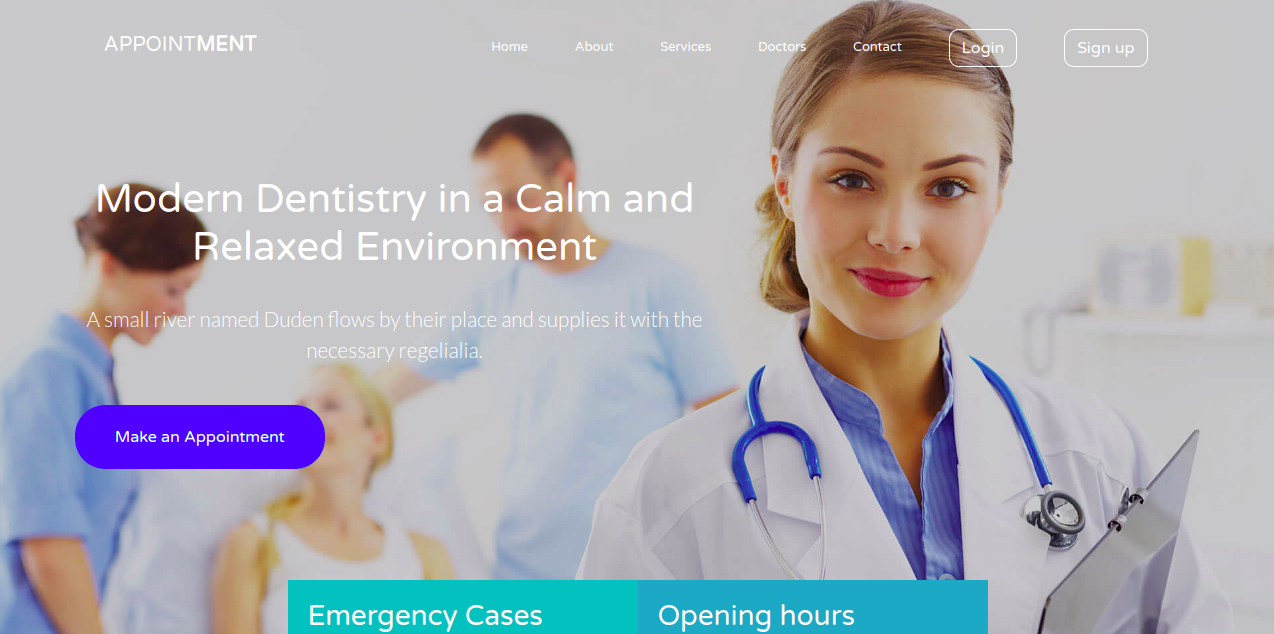 APPOINTMENT
Home
About
Services
Doctors
Contact
Login
Sign up
Modern Dentistry in a Calm and
Relaxed Environment
A small river named Duden flows by their place and supplies it with the
necessary regelialia.
Make an Appointment
Emergency Cases
Opening hours